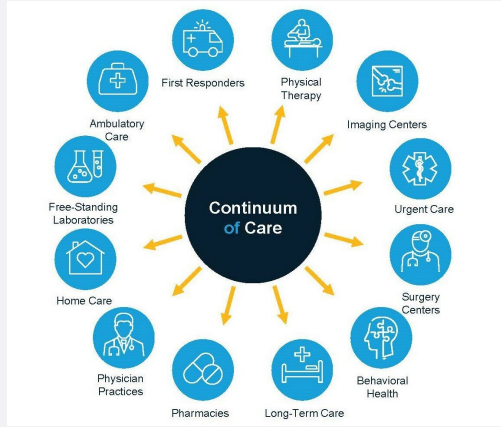 Continuum
of Care
First Responders
Physical
Therapy
Imaging Centers
Urgent Care
Surgery
Centers
Behavioral
Health
Long-Term Care
Pharmacies
Physician
Practices
Home Care
Free-Standing
Laboratories
Ambulatory
Care